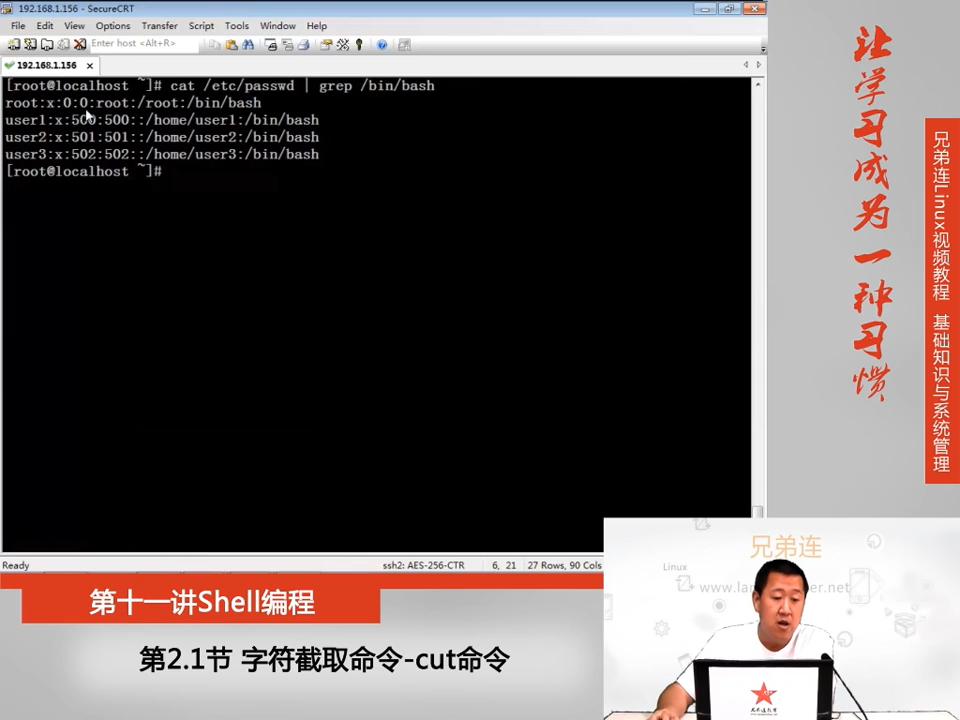 192.168.1.156 - SecureCRT
File Edit View Options Transfer Script Tools Window Help
Enter host <Alt+R>
192.168.1.156
[root@localhost ~]# cat /etc/passwd | grep /bin/bash
root:x:0:0:root:/root:/bin/bash
user1:x:500:500::/home/user1:/bin/bash
user2:x:501:501::/home/user2:/bin/bash
user3:x:502:502::/home/user3:/bin/bash
[root@localhost ~]#
Ready
ssh2: AES-256-CTR
6, 21
27 Rows, 90 Cols
让学习成为一种习惯
兄弟连Linux视频教程 基础知识与系统管理
第十一讲Shell编程
第2.1节 字符截取命令-cut命令
兄弟连
Linux